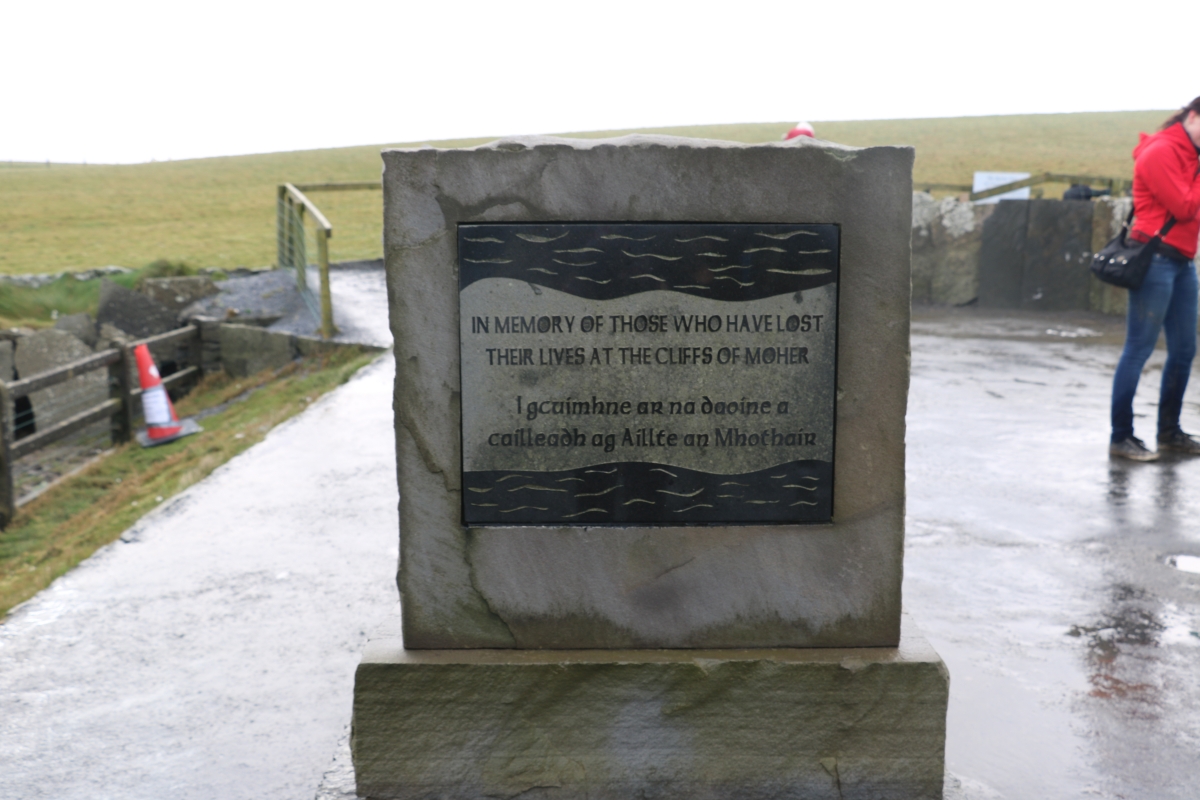 IN MEMORY OF THOSE WHO HAVE LOST
THEIR LIVES AT THE CLIFFS OF MOHER
I gcuimhne ar na daoine a
cailleadh ag Aillte an Mhothair